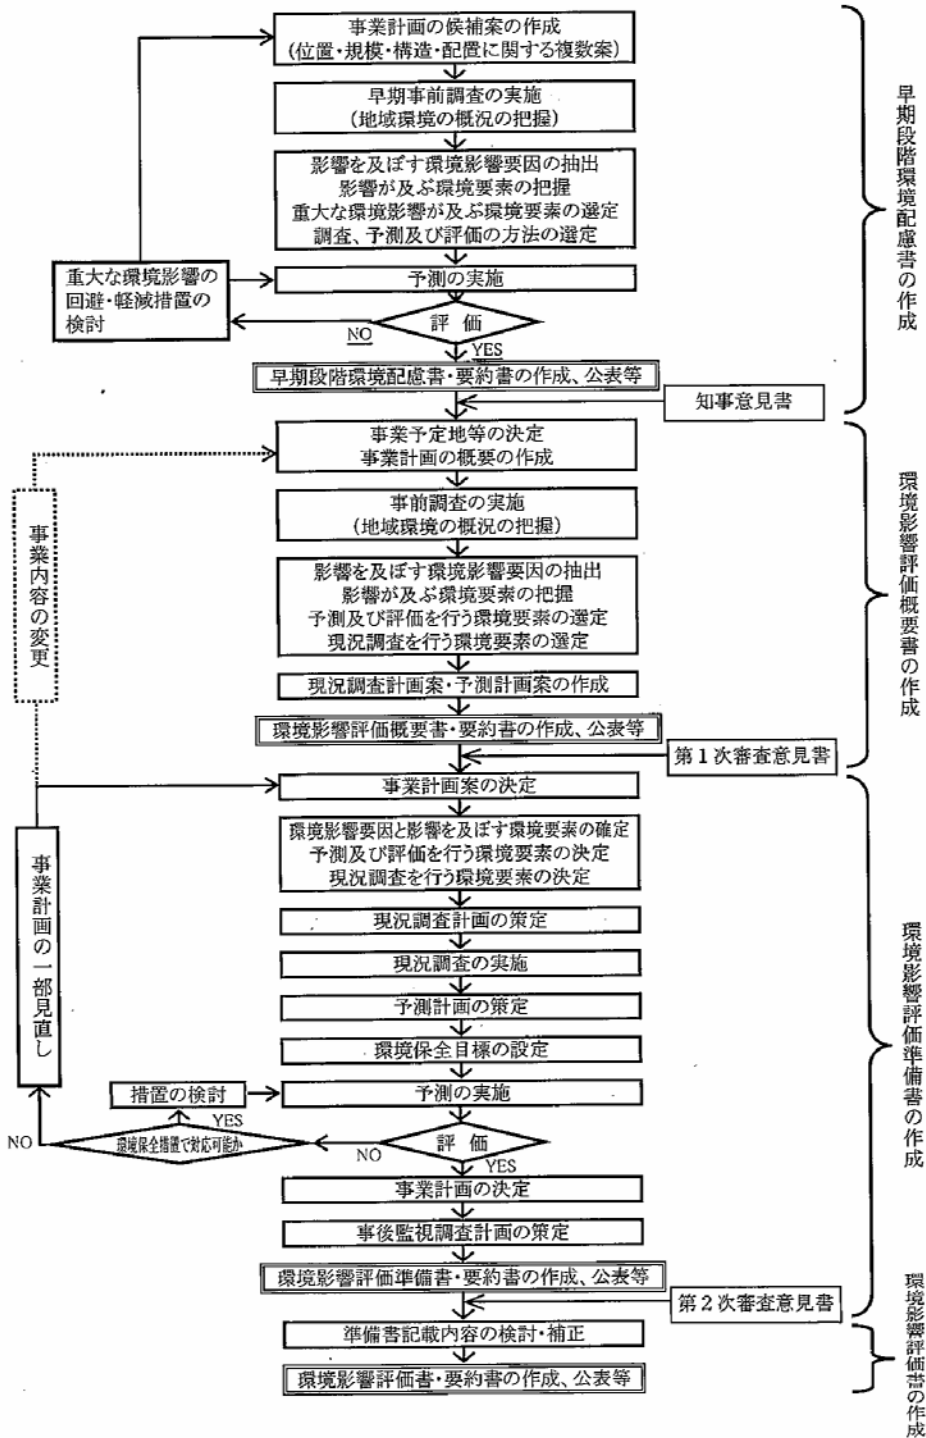 事業計画の候補案の作成
(位置・規模・構造・配置に関する複数案)
早期事前調査の実施
(地域環境の概況の把握)
影響を及ぼす環境影響要因の抽出
影響が及ぶ環境要素の把握
重大な環境影響が及ぶ環境要素の選定
調査、予測及び評価の方法の選定
重大な環境影響の
回避・軽減措置の
検討
予測の実施
評価
NO
YES
早期段階環境配慮書・要約書の作成、公表等
知事意見書
早期段階環境配慮書の作成
事業予定地等の決定
事業計画の概要の作成
事前調査の実施
(地域環境の概況の把握)
影響を及ぼす環境影響要因の抽出
影響が及ぶ環境要素の把握
予測及び評価を行う環境要素の選定
現況調査を行う環境要素の選定
現況調査計画案・予測計画案の作成
環境影響評価概要書・要約書の作成、公表等
第1次審査意見書
事業内容の変更
環境影響評価概要書の作成
事業計画案の決定
環境影響要因と影響を及ぼす環境要素の確定
予測及び評価を行う環境要素の決定
現況調査を行う環境要素の決定
現況調査計画の策定
現況調査の実施
予測計画の策定
環境保全目標の設定
予測の実施
措置の検討
YES
環境保全措置で対応可能か
NO
NO
評価
YES
事業計画の一部見直し
事業計画の決定
事後監視調査計画の策定
環境影響評価準備書・要約書の作成、公表等
第2次審査意見書
環境影響評価準備書の作成
準備書記載内容の検討・補正
環境影響評価書・要約書の作成、公表等
環境影響評価書の作成